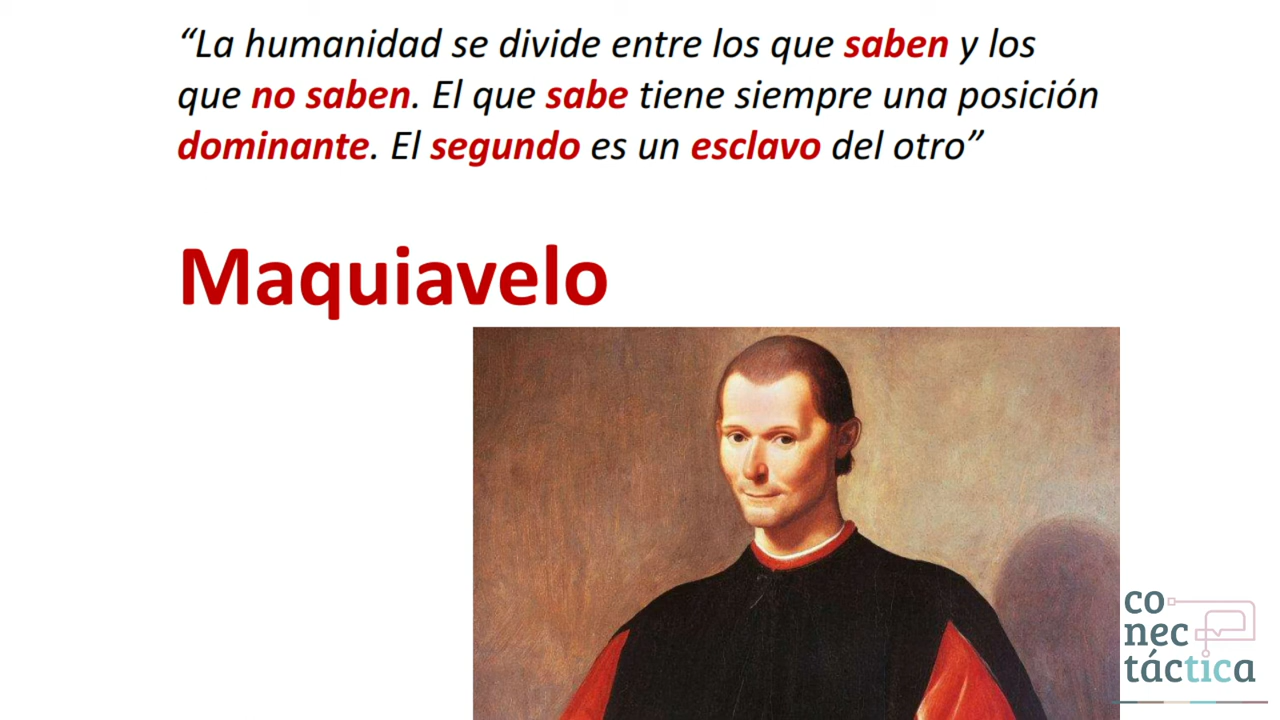 “La humanidad se divide entre los que saben y los
que no saben. El que sabe tiene siempre una posición
dominante. El segundo es un esclavo del otro”
Maquiavelo
co
nec
táctica